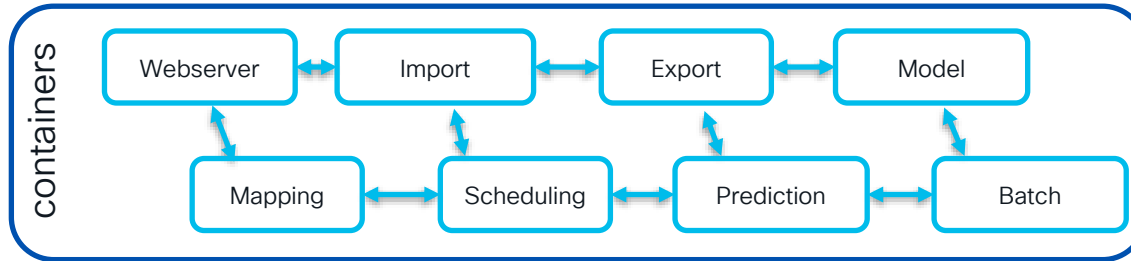 containers
Webserver
Import
Export
Model
Mapping
Scheduling
Prediction
Batch